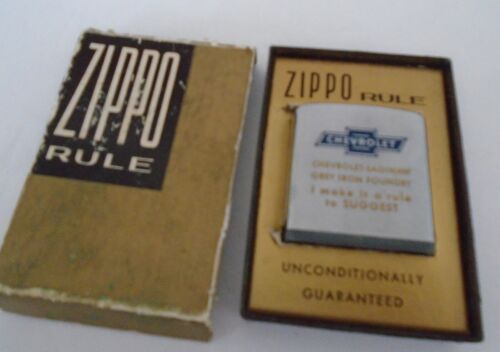 ZIPPO
RULE
ZIPPO RULE
CHEVROLET
CHEVROLET-SAGINAW
GREY IRON FOUNDRY
I make it a rule
to SUGGEST
UNCONDITIONALLY
GUARANTEED